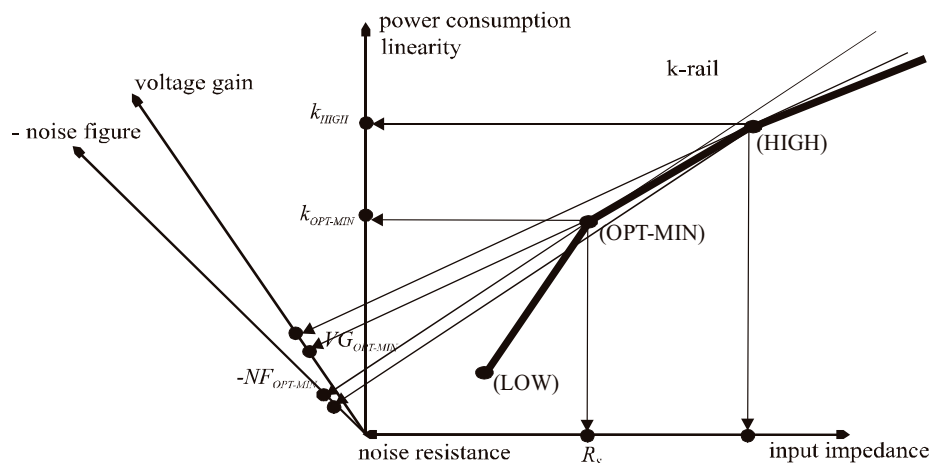 power consumption
linearity
voltage gain
- noise figure
k-rail
k_HIGH
(HIGH)
k_OPT-MIN
(OPT-MIN)
VG_OPT-MIN
-NF_OPT-MIN
(LOW)
noise resistance
R_s
input impedance